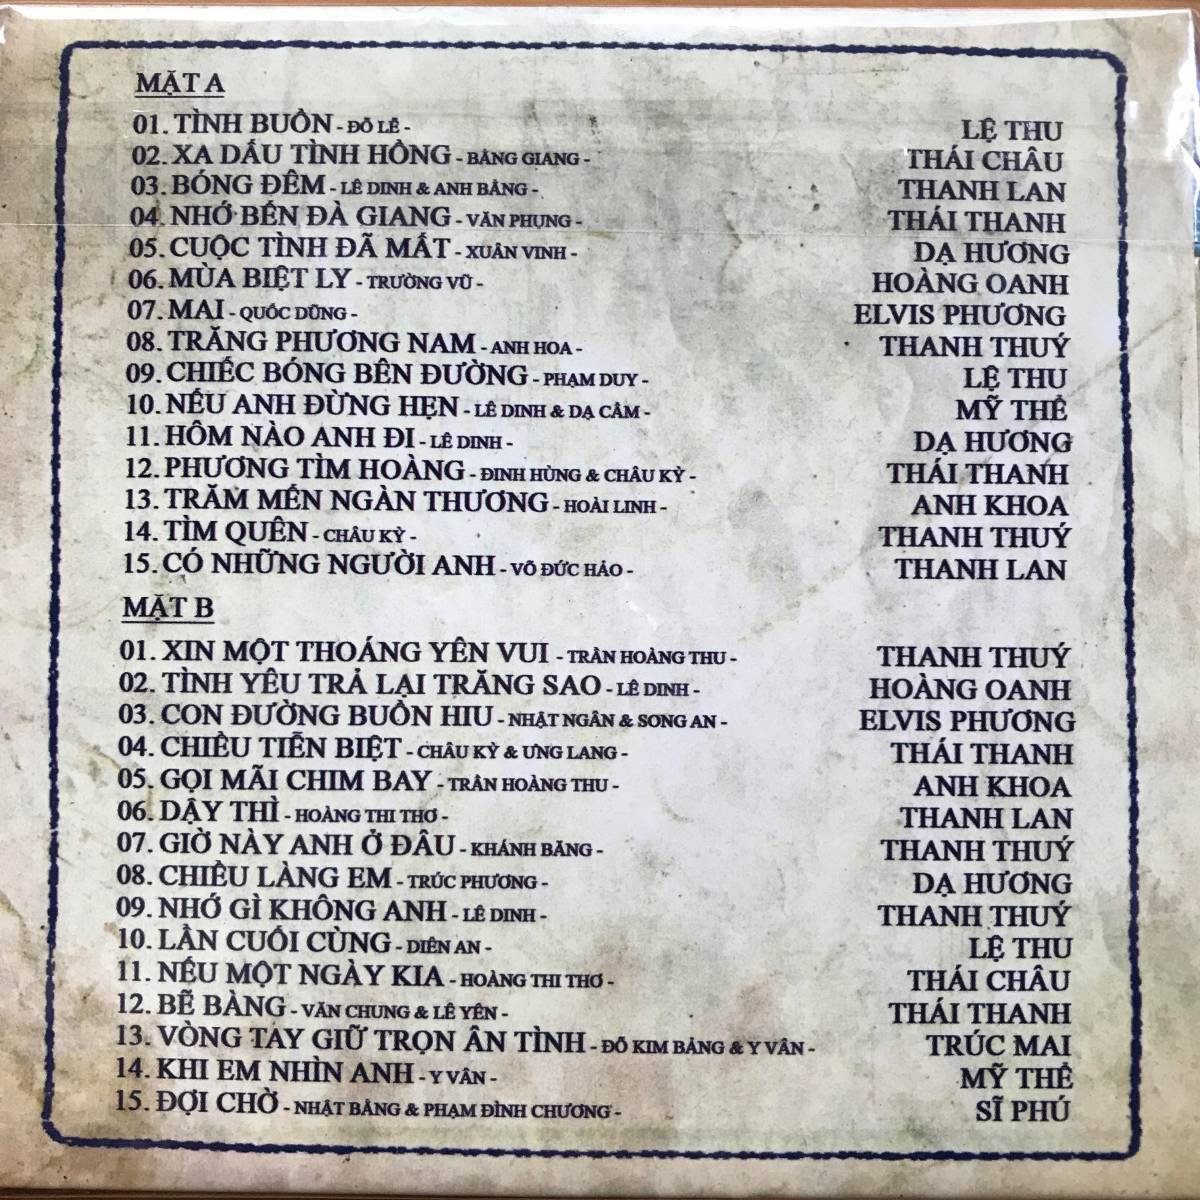 MẶT A
01. TÌNH BUỒN - ĐỖ LỄ - LỆ THU
02. XA DẤU TÌNH HỒNG - BẰNG GIANG - THÁI CHÂU
03. BÓNG ĐÊM - LÊ DINH & ANH BẰNG - THANH LAN
04. NHỚ BẾN ĐÀ GIANG - VĂN PHỤNG - THÁI THANH
05. CUỘC TÌNH ĐÃ MẤT - XUÂN VINH - DẠ HƯƠNG
06. MÙA BIỆT LY - TRƯỜNG VŨ - HOÀNG OANH
07. MAI - QUỐC DŨNG - ELVIS PHƯƠNG
08. TRĂNG PHƯƠNG NAM - ANH HOA - THANH THUÝ
09. CHIẾC BÓNG BÊN ĐƯỜNG - PHẠM DUY - LỆ THU
10. NẾU ANH ĐỪNG HẸN - LÊ DINH & DẠ CẦM - MỸ THỂ
11. HÔM NÀO ANH ĐI - LÊ DINH - DẠ HƯƠNG
12. PHƯƠNG TÌM HOÀNG - ĐINH HÙNG & CHÂU KỲ - THÁI THANH
13. TRĂM MẾN NGÀN THƯƠNG - HOÀI LINH - ANH KHOA
14. TÌM QUÊN - CHÂU KỲ - THANH THUÝ
15. CÓ NHỮNG NGƯỜI ANH - VÕ ĐỨC HẢO - THANH LAN
MẶT B
01. XIN MỘT THOÁNG YÊN VUI - TRẦN HOÀNG THU - THANH THUÝ
02. TÌNH YÊU TRẢ LẠI TRĂNG SAO - LÊ DINH - HOÀNG OANH
03. CON ĐƯỜNG BUỒN HIU - NHẬT NGÂN & SONG AN - ELVIS PHƯƠNG
04. CHIỀU TIỄN BIỆT - CHÂU KỲ & ƯNG LANG - THÁI THANH
05. GỌI MÃI CHIM BAY - TRẦN HOÀNG THU - ANH KHOA
06. DẬY THÌ - HOÀNG THI THƠ - THANH LAN
07. GIỜ NÀY ANH Ở ĐÂU - KHÁNH BĂNG - THANH THUÝ
08. CHIỀU LÀNG EM - TRÚC PHƯƠNG - DẠ HƯƠNG
09. NHỚ GÌ KHÔNG ANH - LÊ DINH - THANH THUÝ
10. LẦN CUỐI CÙNG - DIÊN AN - LỆ THU
11. NẾU MỘT NGÀY KIA - HOÀNG THI THƠ - THÁI CHÂU
12. BẼ BÀNG - VĂN CHUNG & LÊ YÊN - THÁI THANH
13. VÒNG TAY GIỮ TRỌN ÂN TÌNH - ĐỖ KIM BẢNG & Y VÂN - TRÚC MAI
14. KHI EM NHÌN ANH - Y VÂN - MỸ THỂ
15. ĐỢI CHỜ - NHẬT BẰNG & PHẠM ĐÌNH CHƯƠNG - SĨ PHÚ